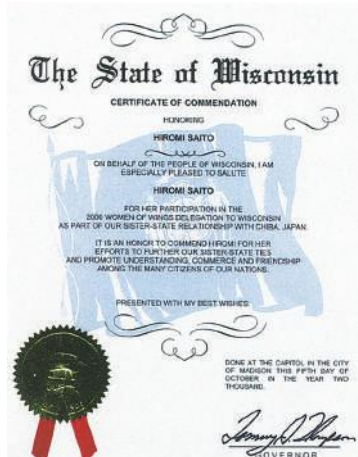 The State of Wisconsin
CERTIFICATE OF COMMENDATION
HONORING
HIROMI SAITO
ON BEHALF OF THE PEOPLE OF WISCONSIN, I AM
ESPECIALLY PLEASED TO SALUTE
HIROMI SAITO
FOR HER PARTICIPATION IN THE
2000 WOMEN OF WINGS DELEGATION TO WISCONSIN
AS PART OF OUR SISTER-STATE RELATIONSHIP WITH CHIBA, JAPAN.
IT IS AN HONOR TO COMMEND HIROMI FOR HER
EFFORTS TO FURTHER OUR SISTER-STATE TIES
AND PROMOTE UNDERSTANDING, COMMERCE AND FRIENDSHIP
AMONG THE MANY CITIZENS OF OUR NATIONS.
PRESENTED WITH MY BEST WISHES
DONE AT THE CAPITOL IN THE CITY
OF MADISON THIS FIFTH DAY OF
OCTOBER IN THE YEAR TWO
THOUSAND.
Tommy G. Thompson
GOVERNOR